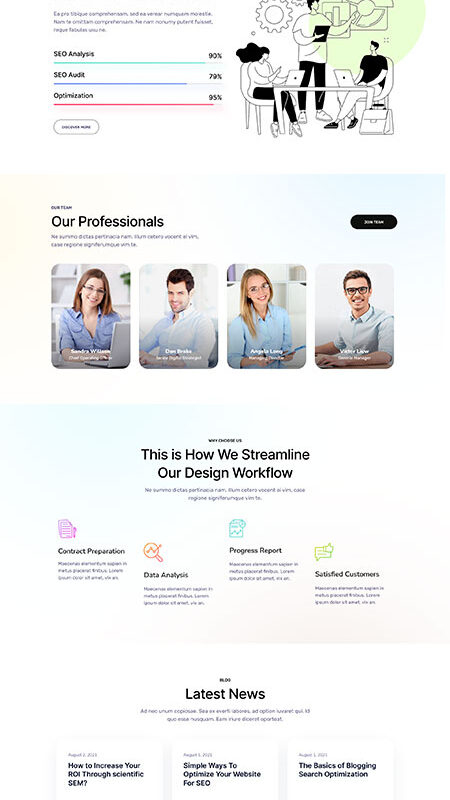 Ea pro tibique comprehensam, sed ea verear numquam molestie.
Nam te omittam comprehensam. Ne nam nonumy putent fuisset,
reque fabulas usu ne.
SEO Analysis 90%
SEO Audit 79%
Optimization 95%
DISCOVER MORE
OUR TEAM
Our Professionals
JOIN TEAM
Ne summo dictas pertinacia nam. Illum cetero vocent ei vim,
case regione signiferumque vim te.
Sandra Willson
Chief Operating Officer
Dan Brake
Senior Digital Strategist
Angela Long
Managing Director
Viktor Liow
General Manager
WHY CHOOSE US
This is How We Streamline
Our Design Workflow
Ne summo dictas pertinacia nam. Illum cetero vocent ei vim, case
regione signiferumque vim te.
Contract Preparation
Maecenas elementum sapien in
metus placerat finibus. Lorem
ipsum dolor sit amet, vix an.
Data Analysis
Maecenas elementum sapien in
metus placerat finibus. Lorem
ipsum dolor sit amet, vix an.
Progress Report
Maecenas elementum sapien in
metus placerat finibus. Lorem
ipsum dolor sit amet, vix an.
Satisfied Customers
Maecenas elementum sapien in
metus placerat finibus. Lorem
ipsum dolor sit amet, vix an.
BLOG
Latest News
Ad nec unum copiosae. Sea ex everti labores, ad option iuvaret qui. Id
quo esse nusquam. Eam iriure diceret oporteat.
August 2, 2021
How to Increase Your
ROI Through scientific
SEM?
August 2, 2021
Simple Ways To
Optimize Your Website
For SEO
August 2, 2021
The Basics of Blogging
Search Optimization